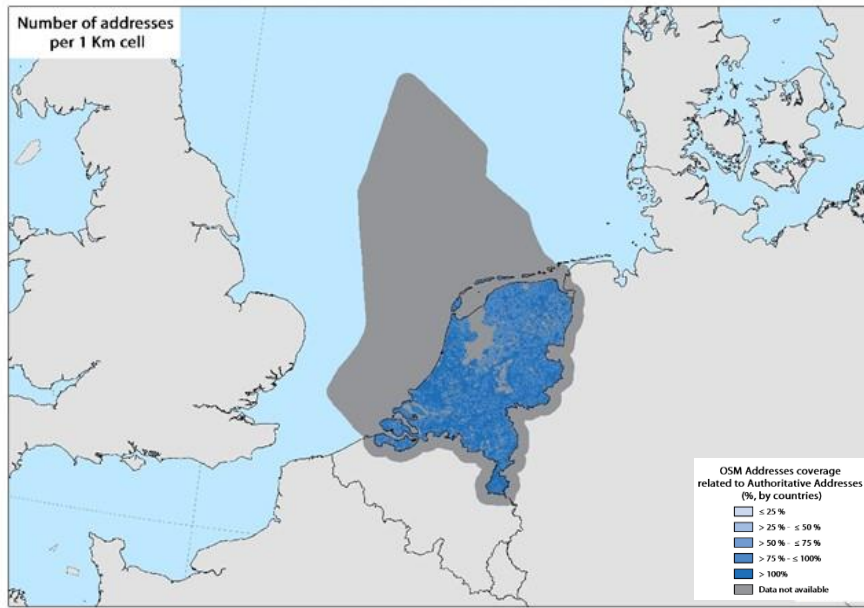 Number of addresses
per 1 Km cell
OSM Addresses coverage
related to Authoritative Addresses
(%, by countries)
≤ 25 %
> 25 % - ≤ 50 %
> 50 % - ≤ 75 %
> 75 % - ≤ 100%
> 100%
Data not available